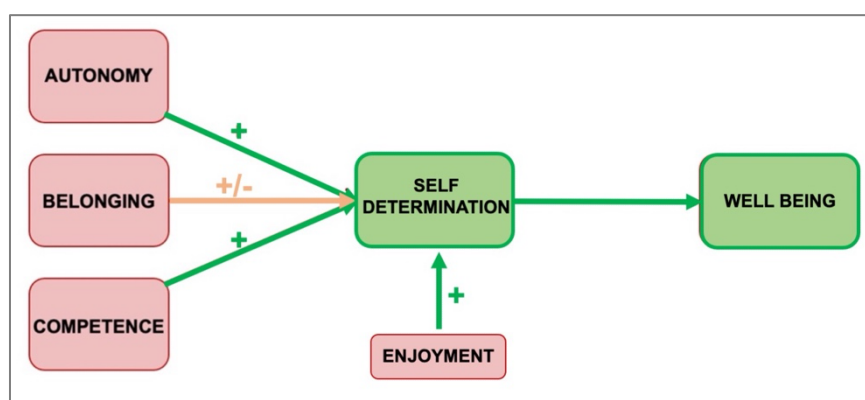 AUTONOMY
+
BELONGING
+/-
SELF
DETERMINATION
WELL BEING
+
COMPETENCE
+
ENJOYMENT